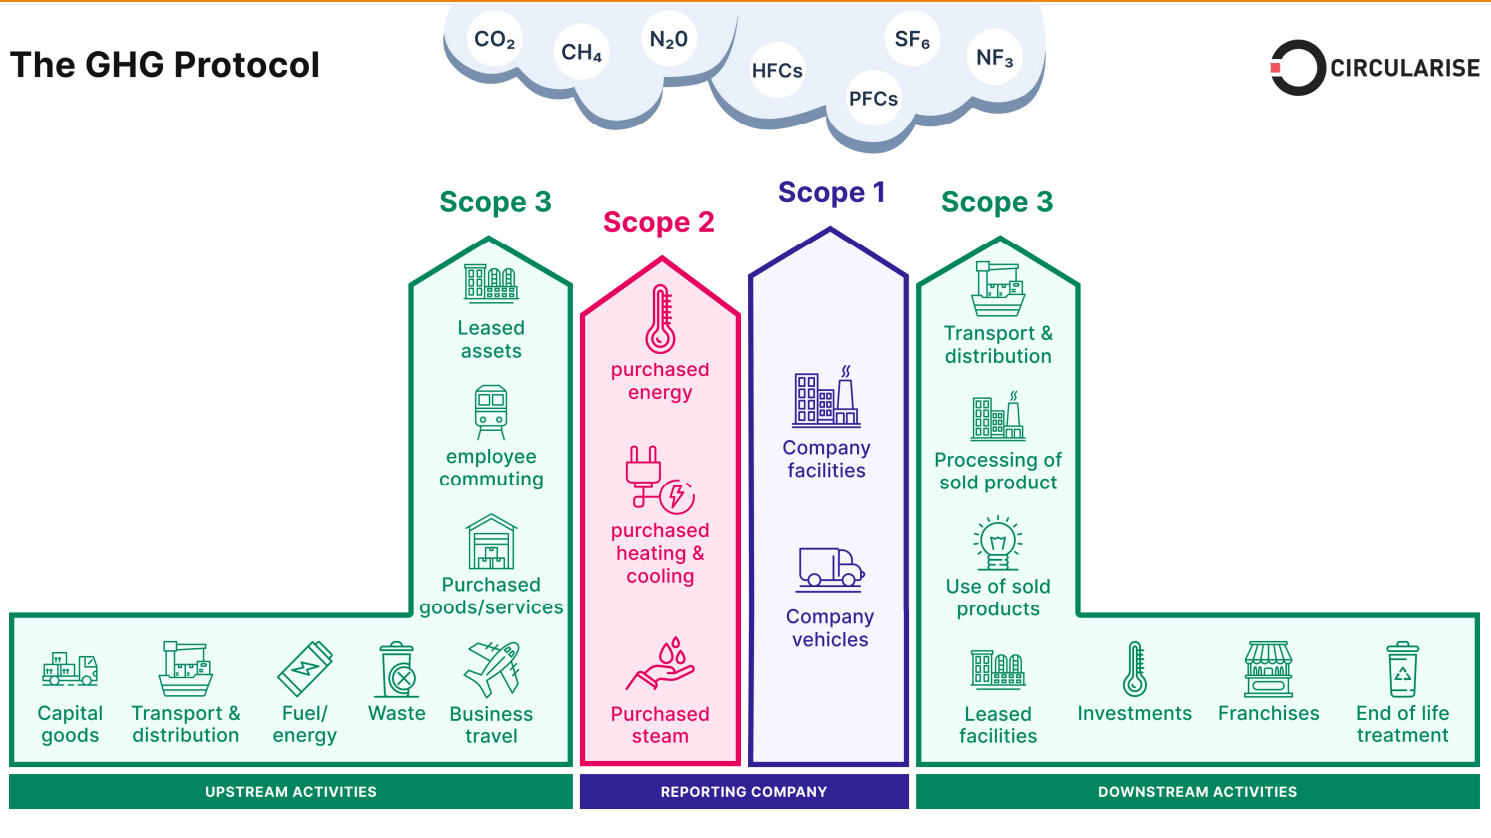 The GHG Protocol
CO₂
CH₄
N₂0
HFCs
PFCs
SF₆
NF₃
CIRCULARISE
Scope 3
Leased
assets
employee
commuting
Purchased
goods/services
Capital
goods
Transport &
distribution
Fuel/
energy
Waste
Business
travel
Scope 2
purchased
energy
purchased
heating &
cooling
Purchased
steam
Scope 1
Company
facilities
Company
vehicles
Scope 3
Transport &
distribution
Processing of
sold product
Use of sold
products
Leased
facilities
Investments
Franchises
End of life
treatment
UPSTREAM ACTIVITIES
REPORTING COMPANY
DOWNSTREAM ACTIVITIES